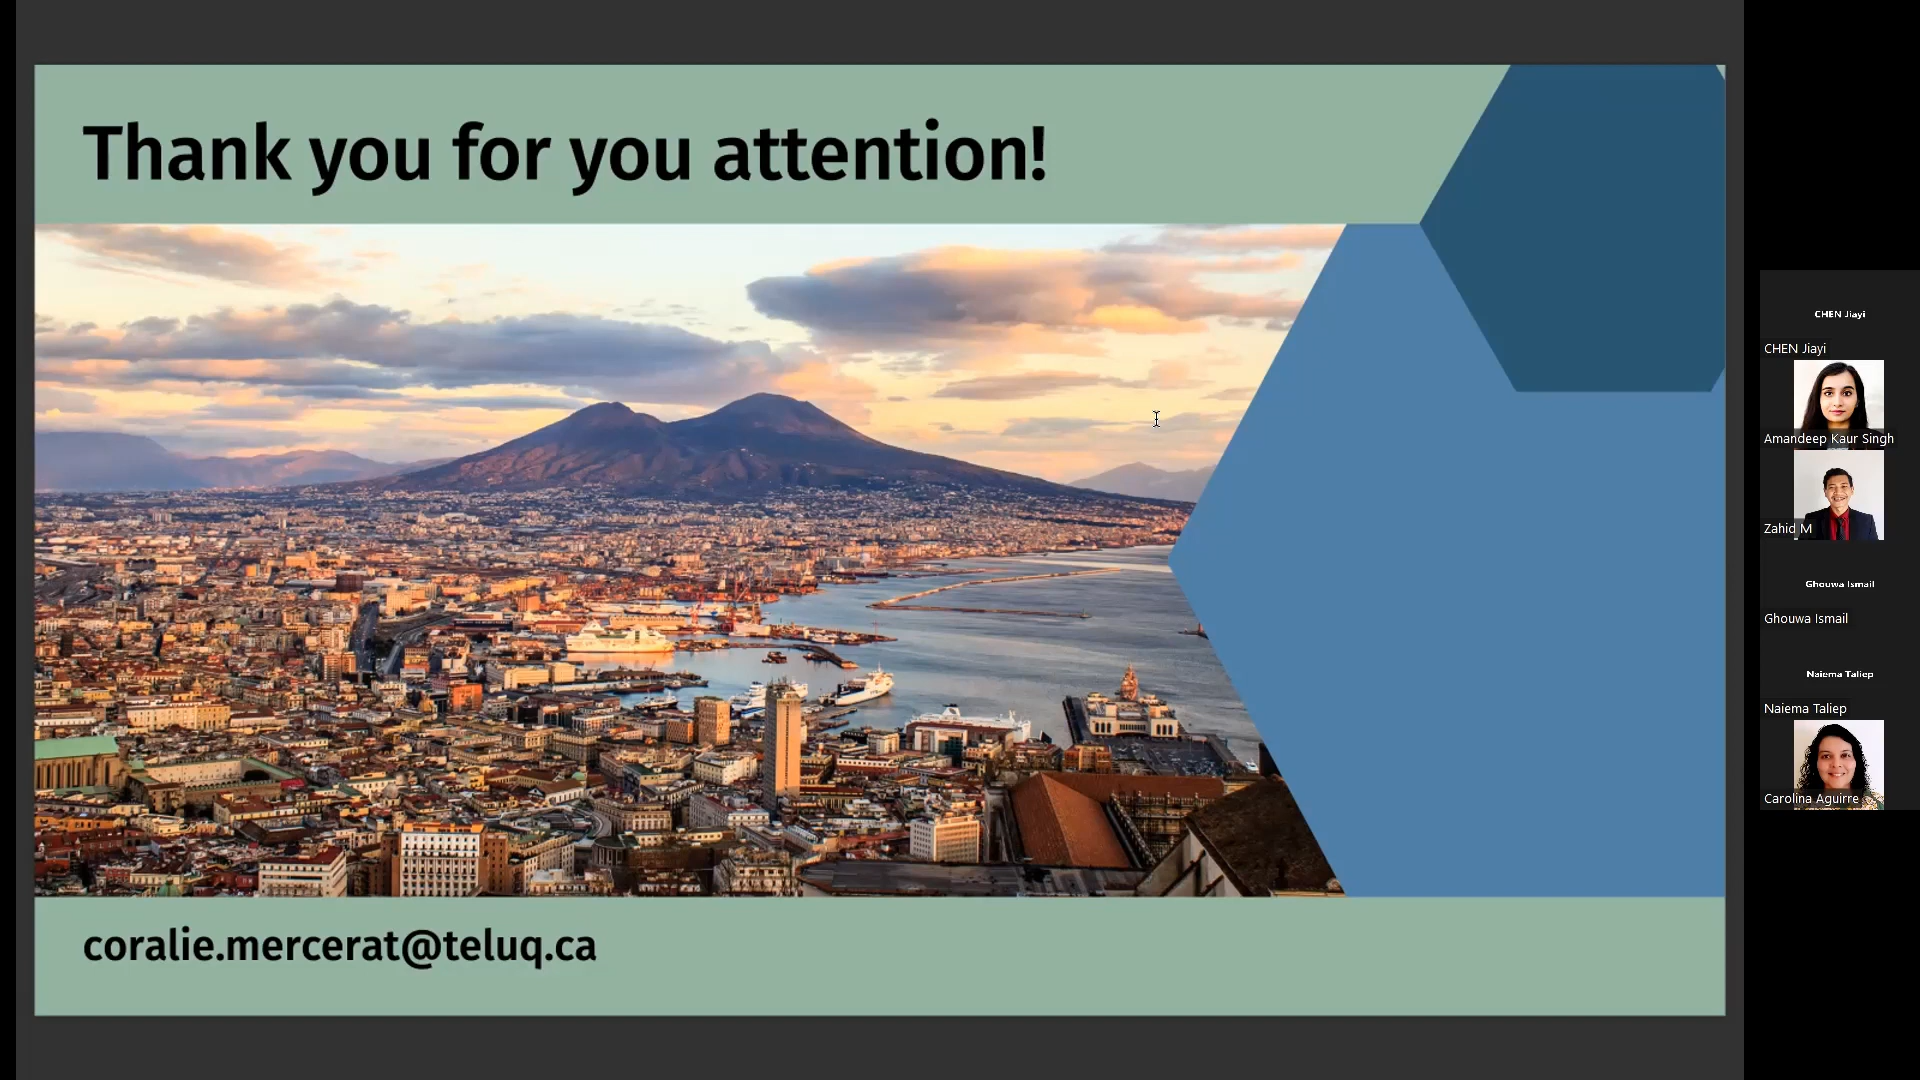 Thank you for you attention!
coralie.mercerat@teluq.ca
CHEN Jiayi
CHEN Jiayi
Amandeep Kaur Singh
Zahid M
Ghouwa Ismail
Ghouwa Ismail
Naiema Taliep
Naiema Taliep
Carolina Aguirre